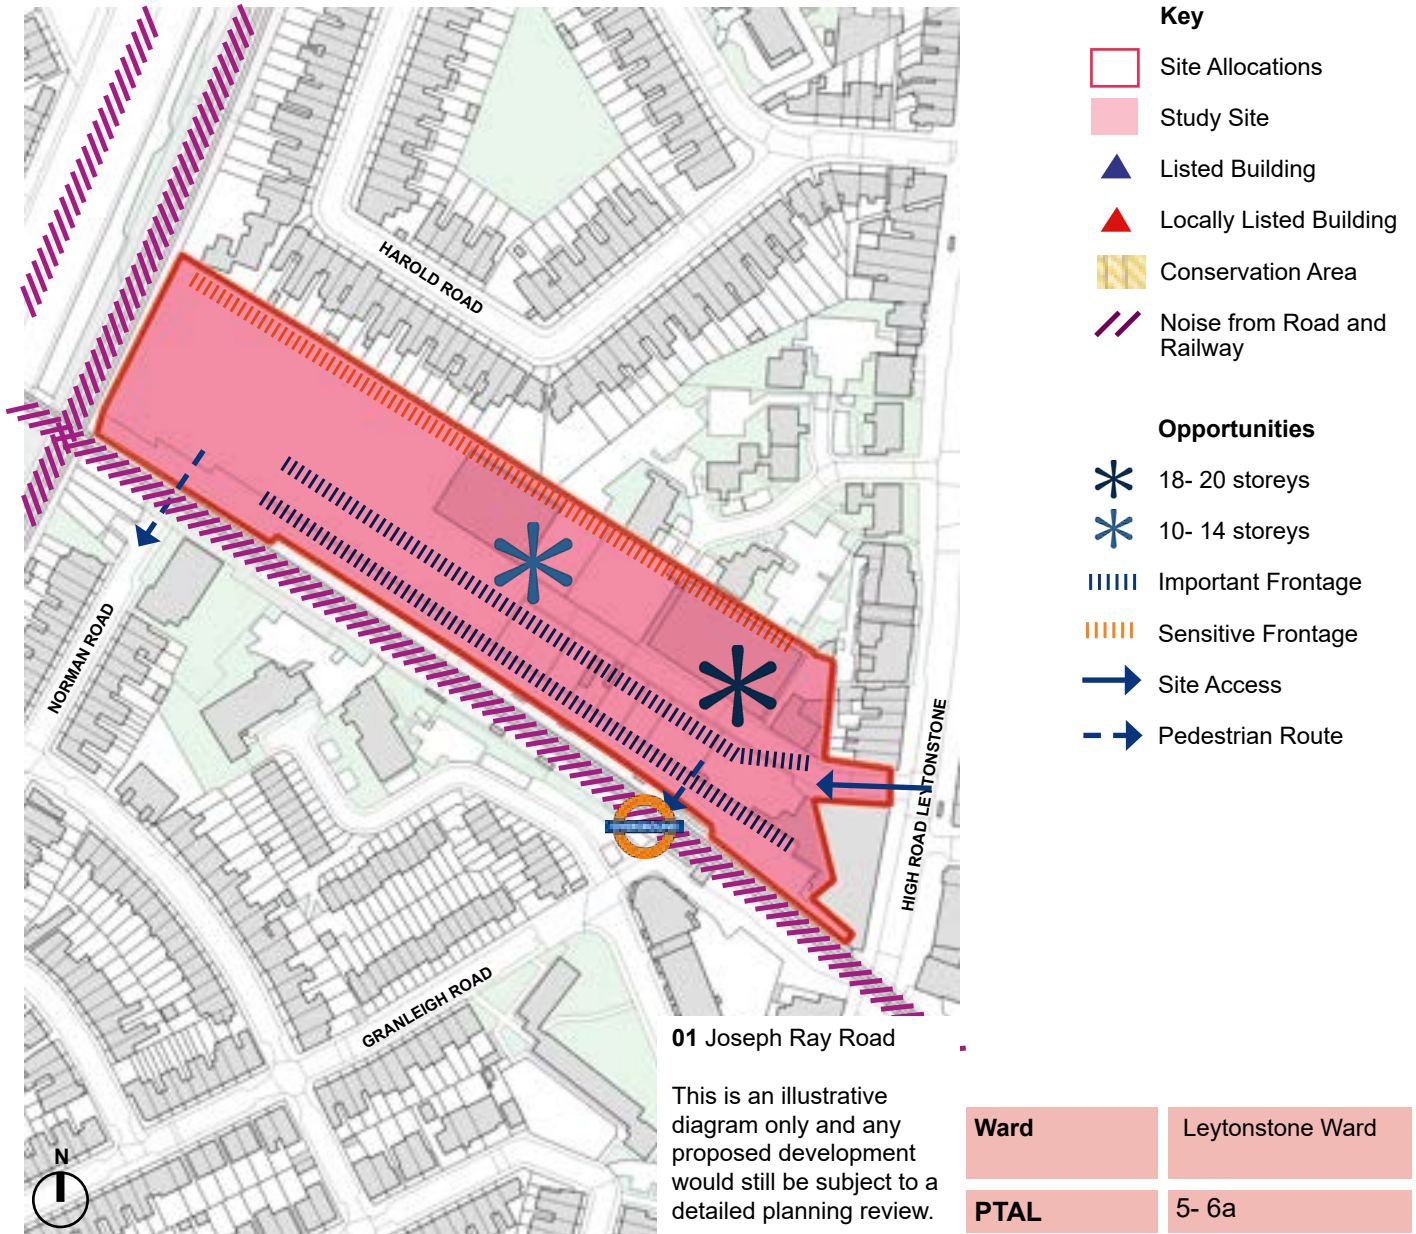 Key
Site Allocations
Study Site
Listed Building
Locally Listed Building
Conservation Area
Noise from Road and
Railway
Opportunities
18- 20 storeys
10- 14 storeys
Important Frontage
Sensitive Frontage
Site Access
Pedestrian Route
HAROLD ROAD
NORMAN ROAD
HIGH ROAD LEYTONSTONE
GRANLEIGH ROAD
N
01 Joseph Ray Road
This is an illustrative
diagram only and any
proposed development
would still be subject to a
detailed planning review.
Ward Leytonstone Ward
PTAL 5- 6a